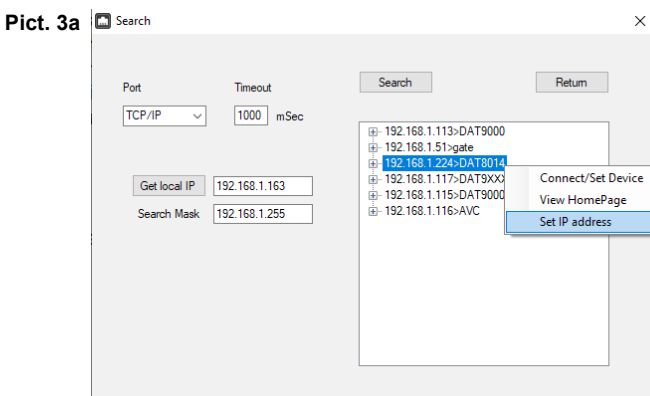 Pict. 3a
Search
Port
Timeout
TCP/IP
1000 mSec
Get local IP 192.168.1.163
Search Mask 192.168.1.255
Search
Return
192.168.1.113>DAT9000
192.168.1.51>gate
192.168.1.224>DAT8014
192.168.1.117>DAT9XXX
192.168.1.115>DAT9000
192.168.1.116>AVC
Connect/Set Device
View HomePage
Set IP address